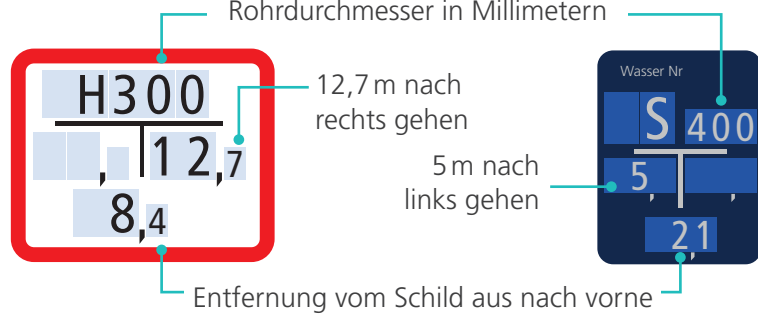 Rohrdurchmesser in Millimetern
H300
12,7
,
8,4
12,7 m nach
rechts gehen
5 m nach
links gehen
Wasser Nr
S 400
5,
,
21,
Entfernung vom Schild aus nach vorne